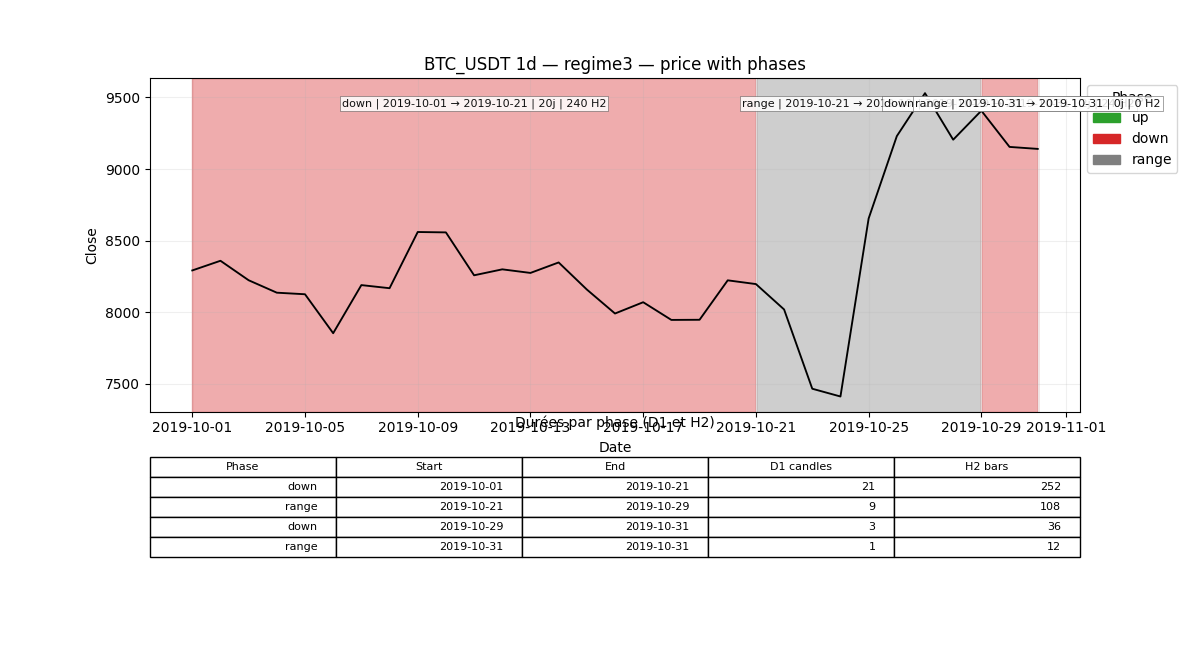 BTC_USDT 1d — regime3 — price with phases
9500
9000
8500
8000
7500
Close
down | 2019-10-01 → 2019-10-21 | 20j | 240 H2
range | 2019-10-21 → 20
down
range | 2019-10-31 → 2019-10-31 | 0j | 0 H2
Phase
up
down
range
Durées par phase (D1 et H2)
2019-10-01 2019-10-05 2019-10-09 2019-10-13 2019-10-17 2019-10-21 2019-10-25 2019-10-29 2019-11-01
Date
Phase Start End D1 candles H2 bars
down 2019-10-01 2019-10-21 21 252
range 2019-10-21 2019-10-29 9 108
down 2019-10-29 2019-10-31 3 36
range 2019-10-31 2019-10-31 1 12